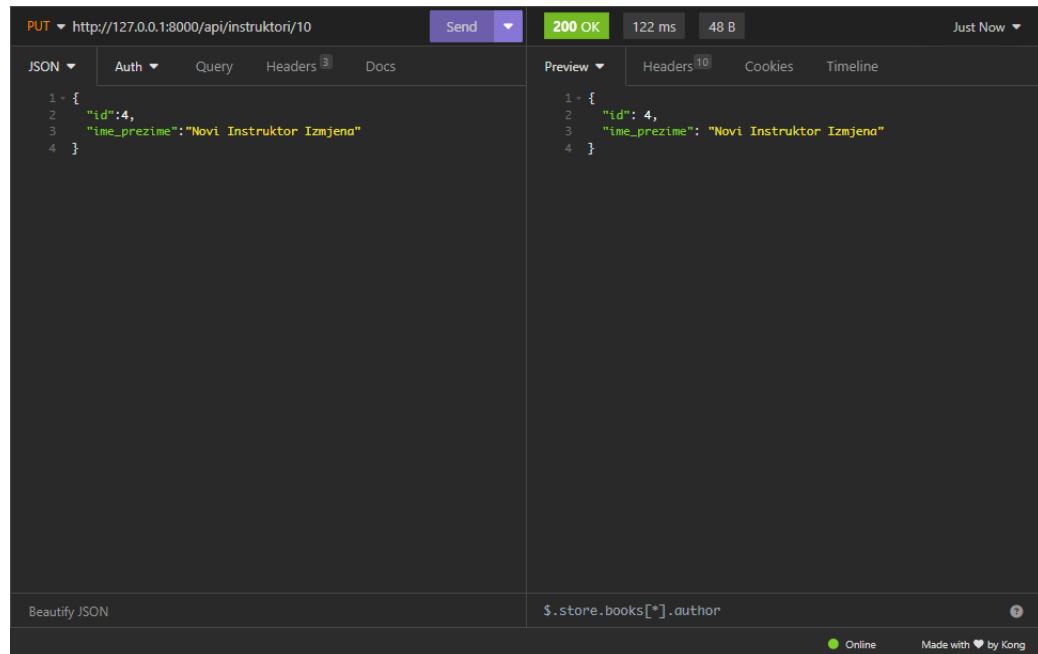 PUT http://127.0.0.1:8000/api/instruktori/10 Send 200 OK 122 ms 48 B Just Now
JSON Auth Query Headers 3 Docs Preview Headers 10 Cookies Timeline
1 {
2 "id":4,
3 "ime_prezime":"Novi Instruktor Izmjena"
4 }
1 {
2 "id": 4,
3 "ime_prezime": "Novi Instruktor Izmjena"
4 }
Beautify JSON $.store.books[*].author ?
Online Made with ♥ by Kong